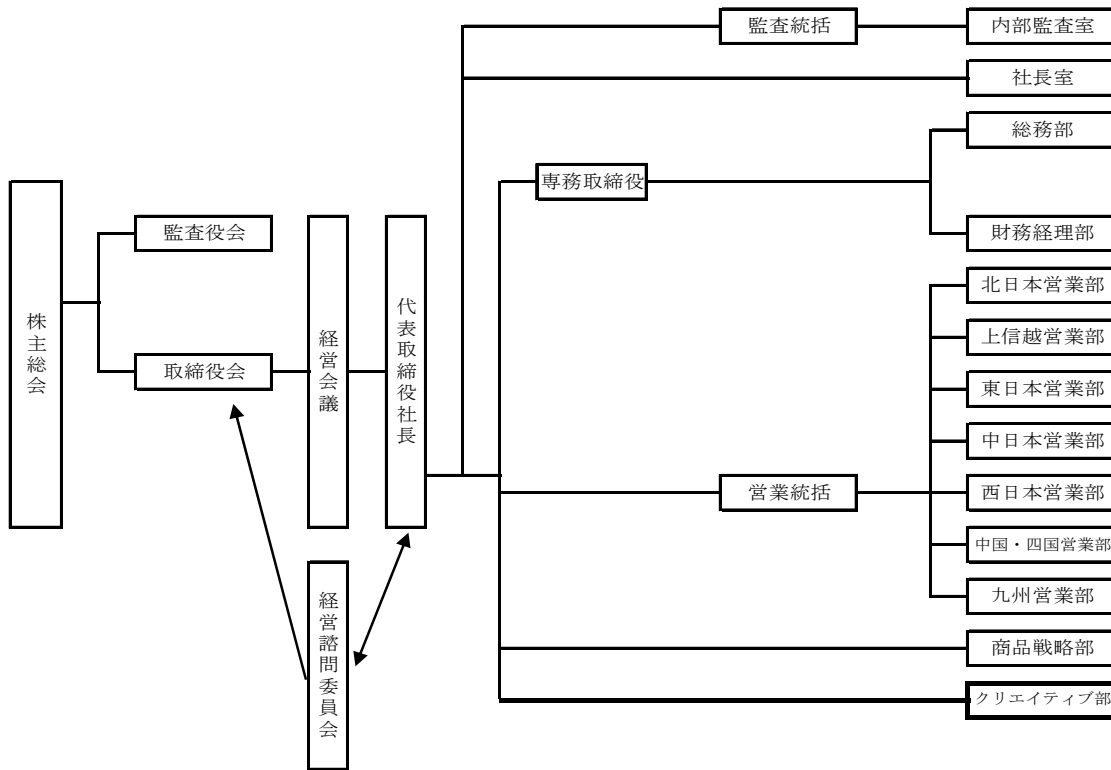 監査統括
内部監査室
社長室
総務部
専務取締役
財務経理部
株主総会
監査役会
取締役会
経営会議
代表取締役社長
北日本営業部
上信越営業部
東日本営業部
中日本営業部
営業統括
西日本営業部
中国・四国営業部
九州営業部
経営諮問委員会
商品戦略部
クリエイティブ部